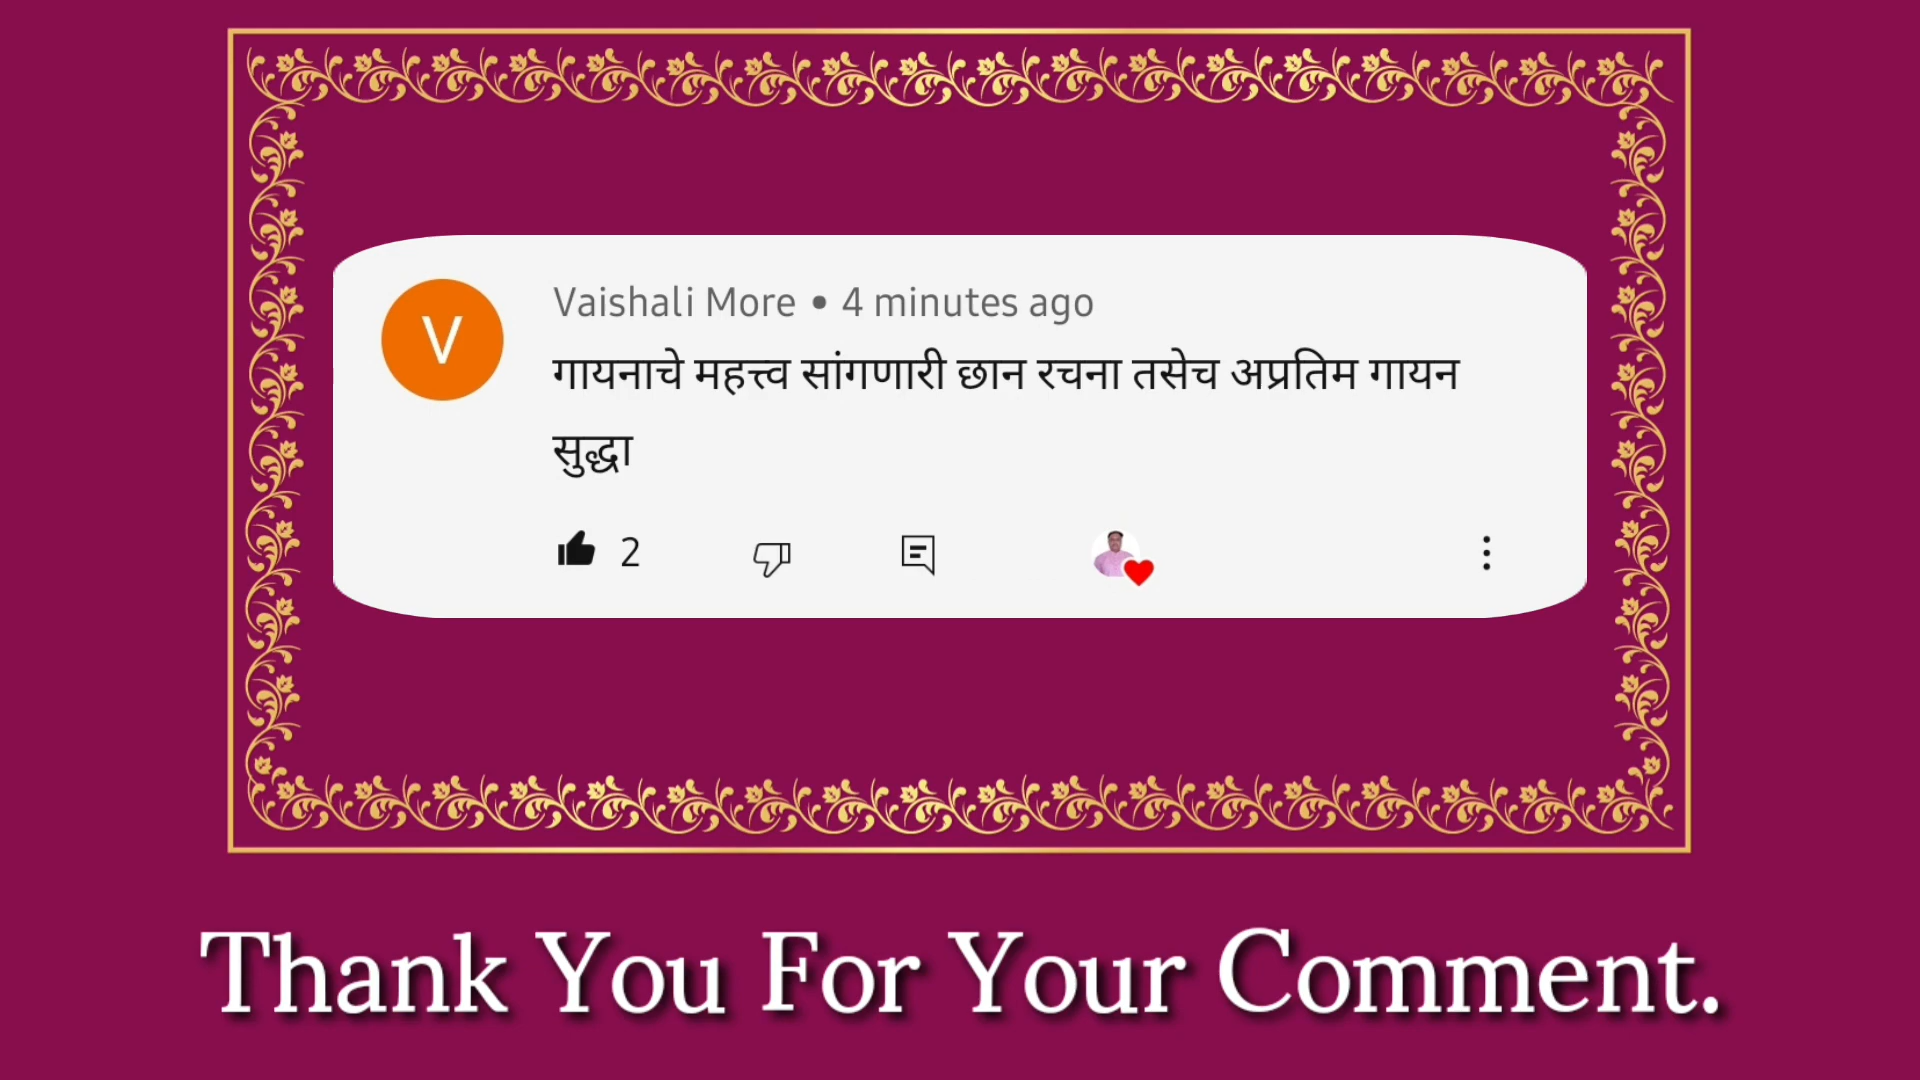 V
Vaishali More • 4 minutes ago
गायनाचे महत्त्व सांगणारी छान रचना तसेच अप्रतिम गायन
सुद्धा
2
Thank You For Your Comment.